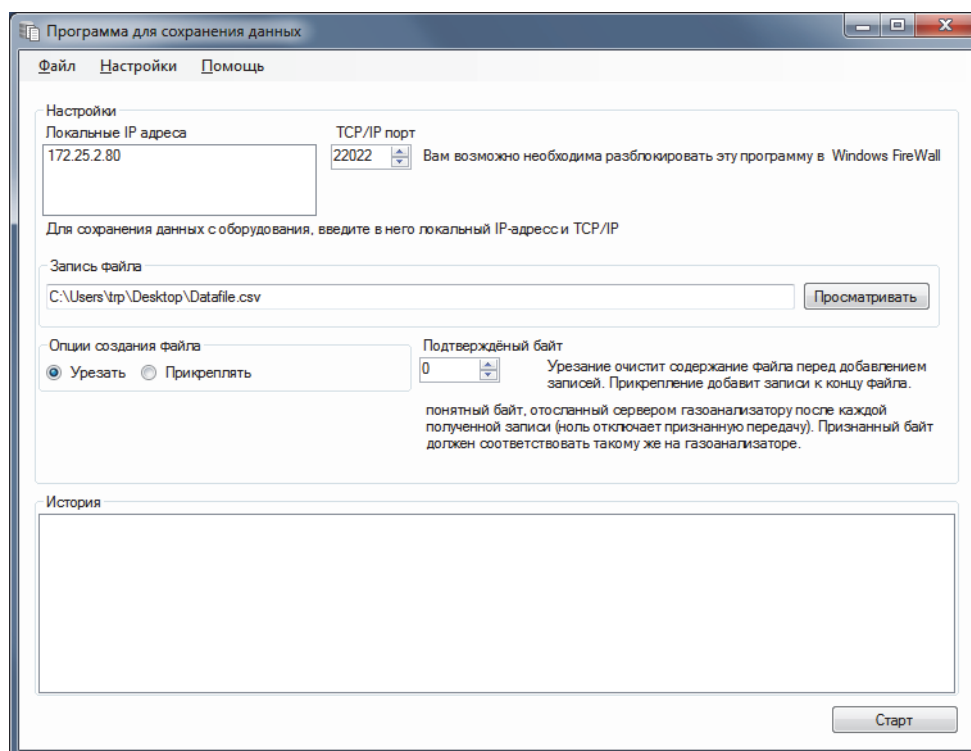 Программа для сохранения данных
Файл Настройки Помощь
Настройки
Локальные IP адреса
TCP/IP порт
172.25.2.80
22022
Вам возможно необходима разблокировать эту программу в Windows FireWall
Для сохранения данных с оборудования, введите в него локальный IP-адресс и TCP/IP
Запись файла
C:\Users\trp\Desktop\Datafile.csv
Просматривать
Опции создания файла
Урезать Прикреплять
Подтверждёный байт
0
Урезание очистит содержание файла перед добавлением
записей. Прикрепление добавит записи к концу файла.
понятный байт, отосланный сервером газоанализатору после каждой
полученной записи (ноль отключает признанную передачу). Признанный байт
должен соответствовать такому же на газоанализаторе.
История
Старт